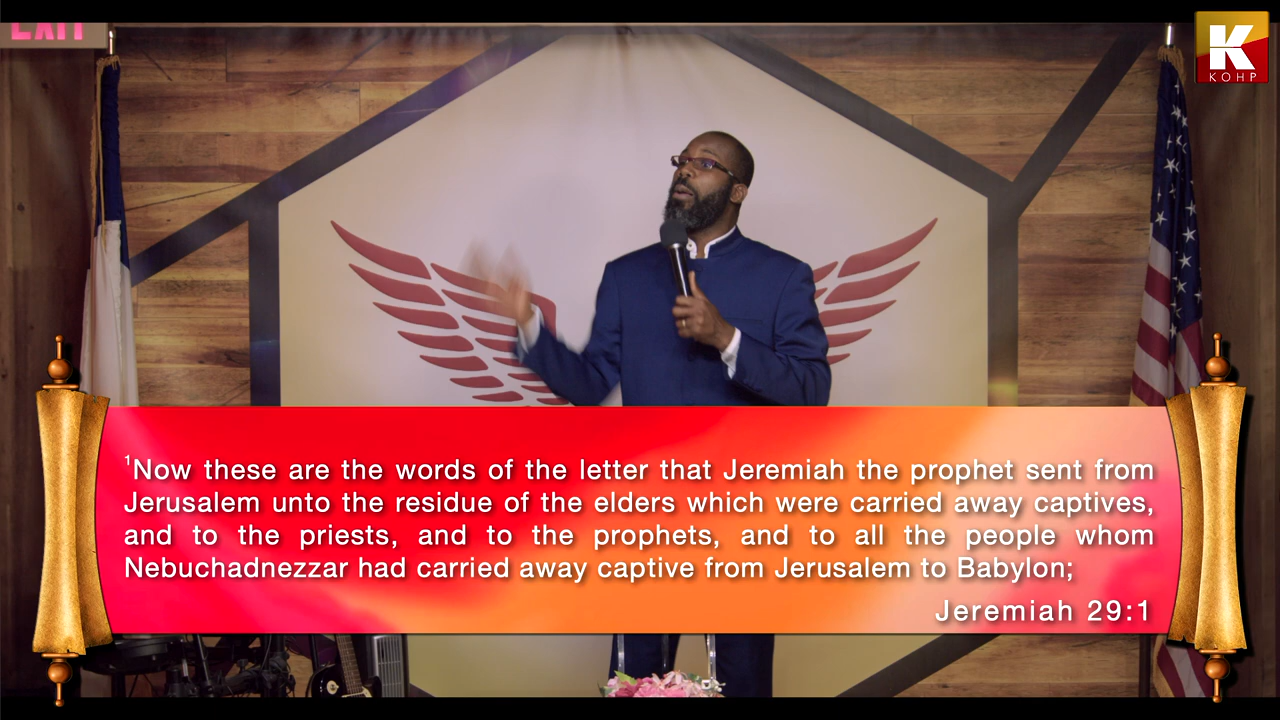 EXIT
K
KOHP
¹Now these are the words of the letter that Jeremiah the prophet sent from
Jerusalem unto the residue of the elders which were carried away captives,
and to the priests, and to the prophets, and to all the people whom
Nebuchadnezzar had carried away captive from Jerusalem to Babylon;
Jeremiah 29:1